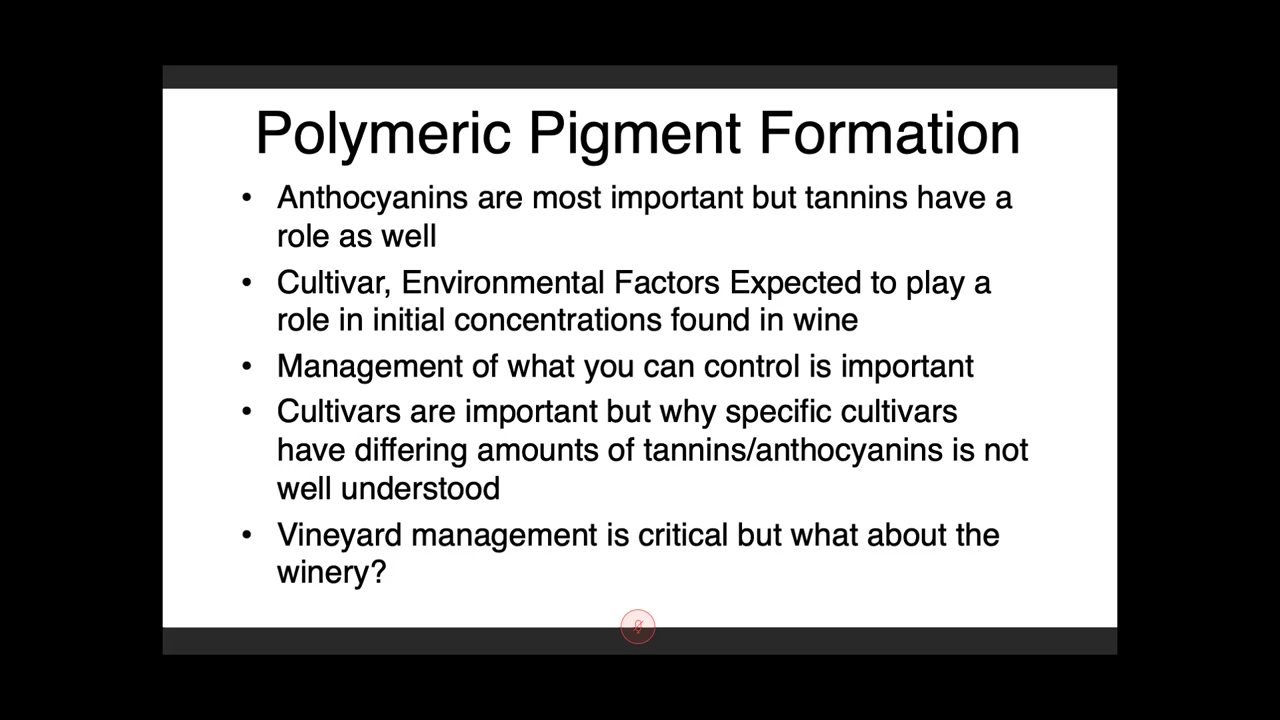 Polymeric Pigment Formation
• Anthocyanins are most important but tannins have a
role as well
• Cultivar, Environmental Factors Expected to play a
role in initial concentrations found in wine
• Management of what you can control is important
• Cultivars are important but why specific cultivars
have differing amounts of tannins/anthocyanins is not
well understood
• Vineyard management is critical but what about the
winery?